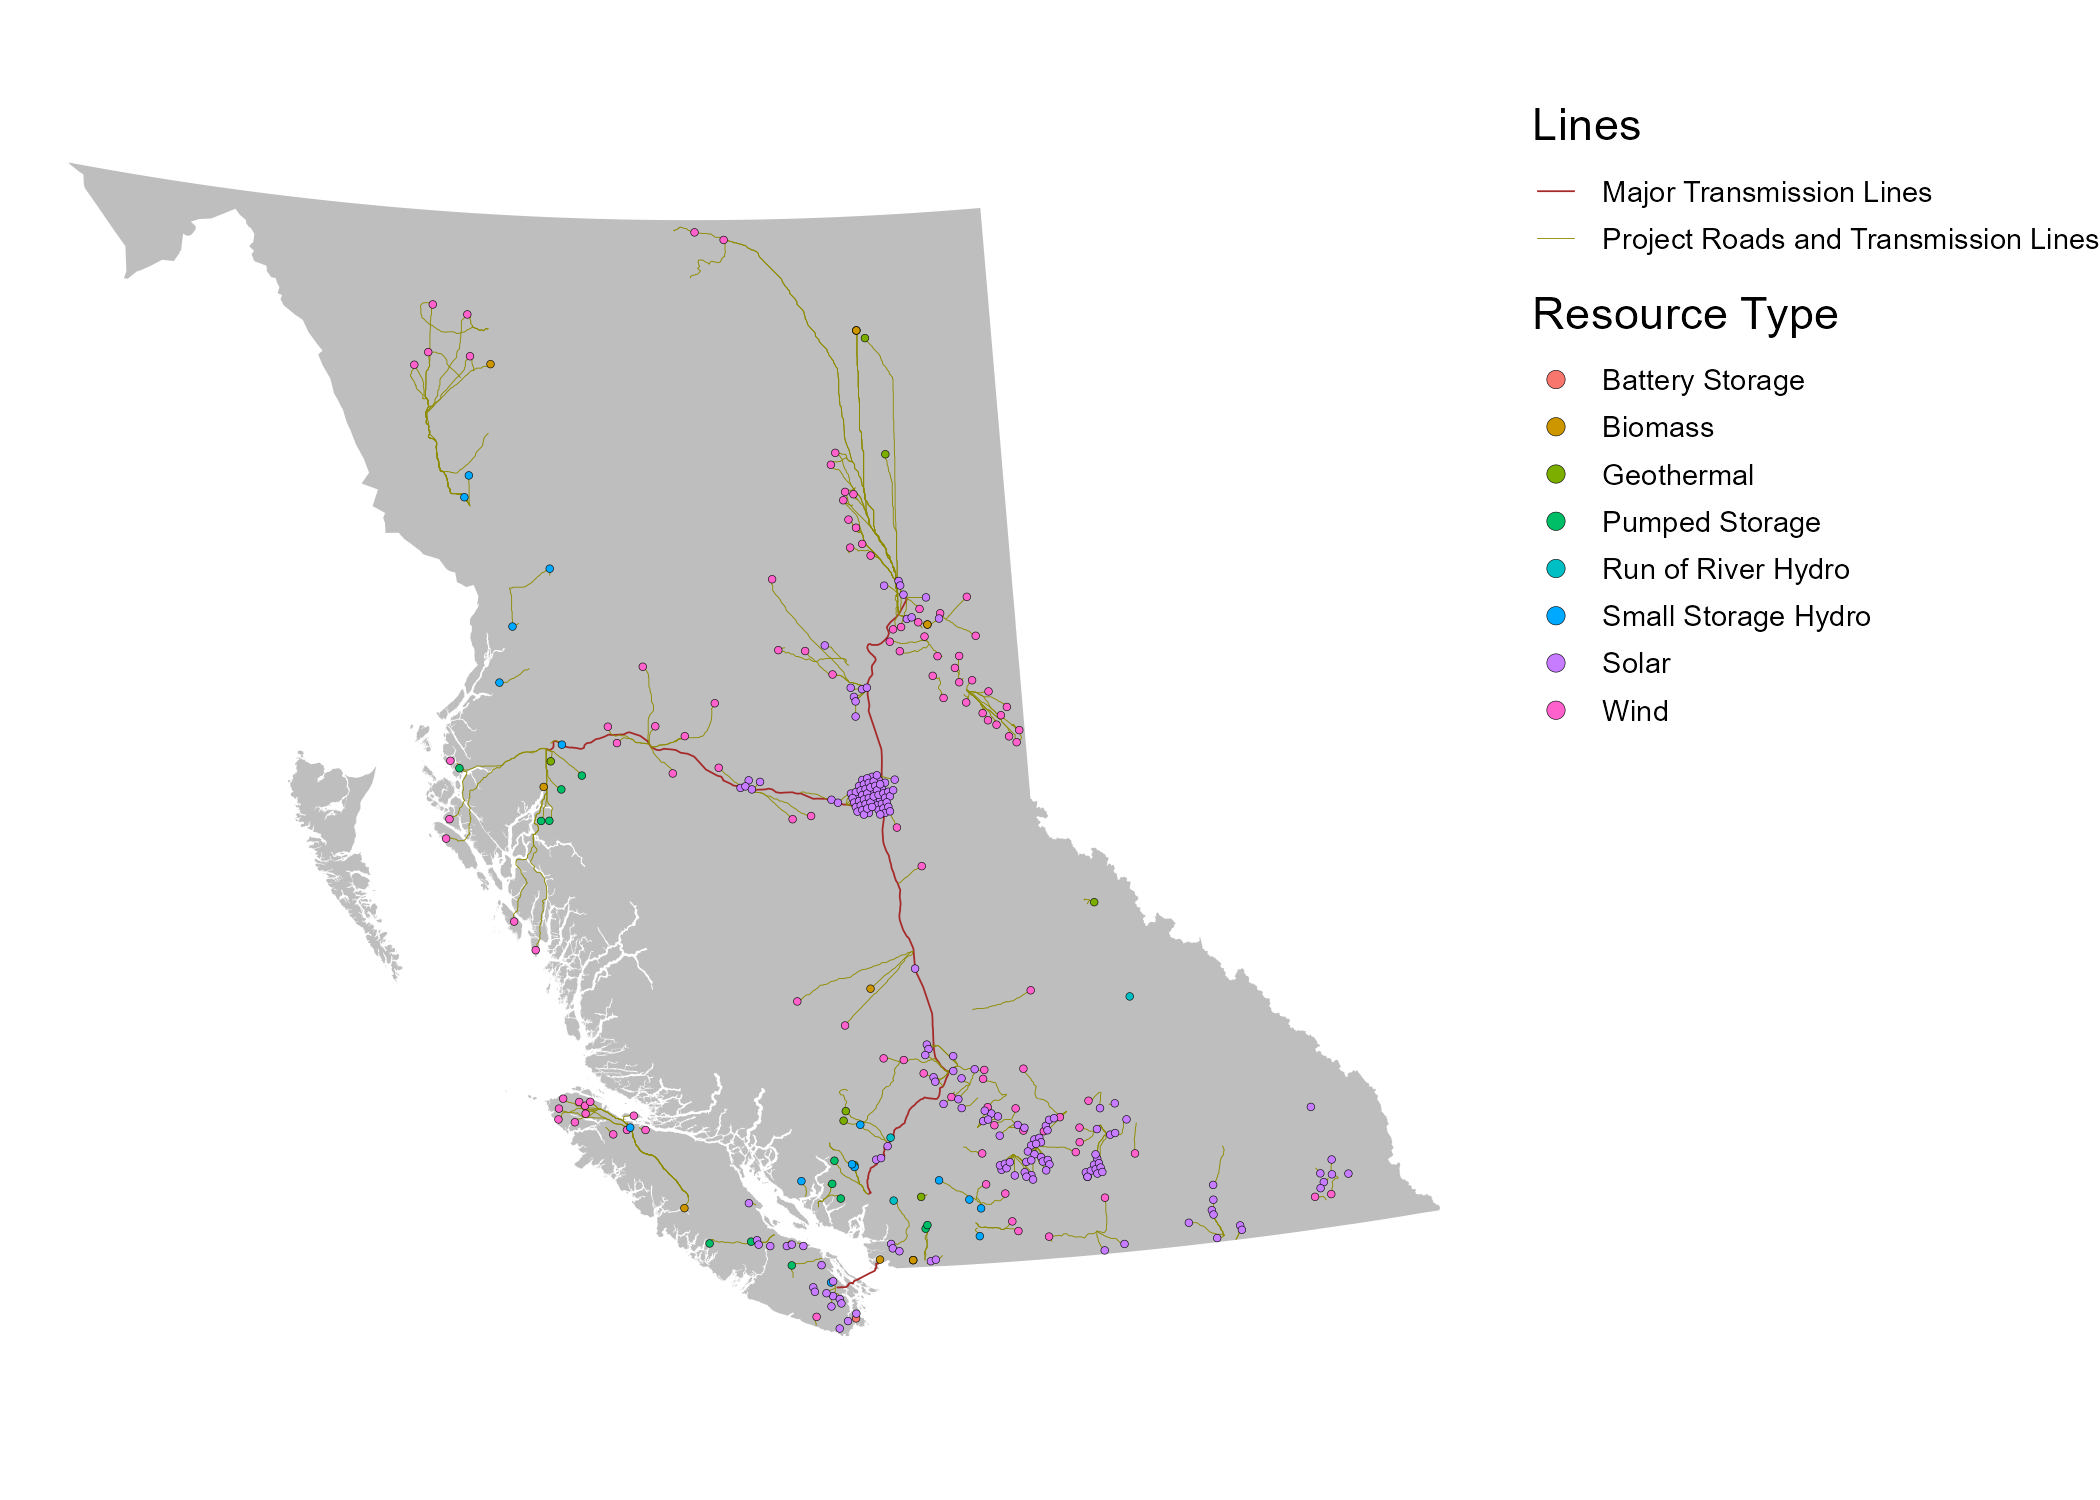 Lines
Major Transmission Lines
Project Roads and Transmission Lines
Resource Type
Battery Storage
Biomass
Geothermal
Pumped Storage
Run of River Hydro
Small Storage Hydro
Solar
Wind